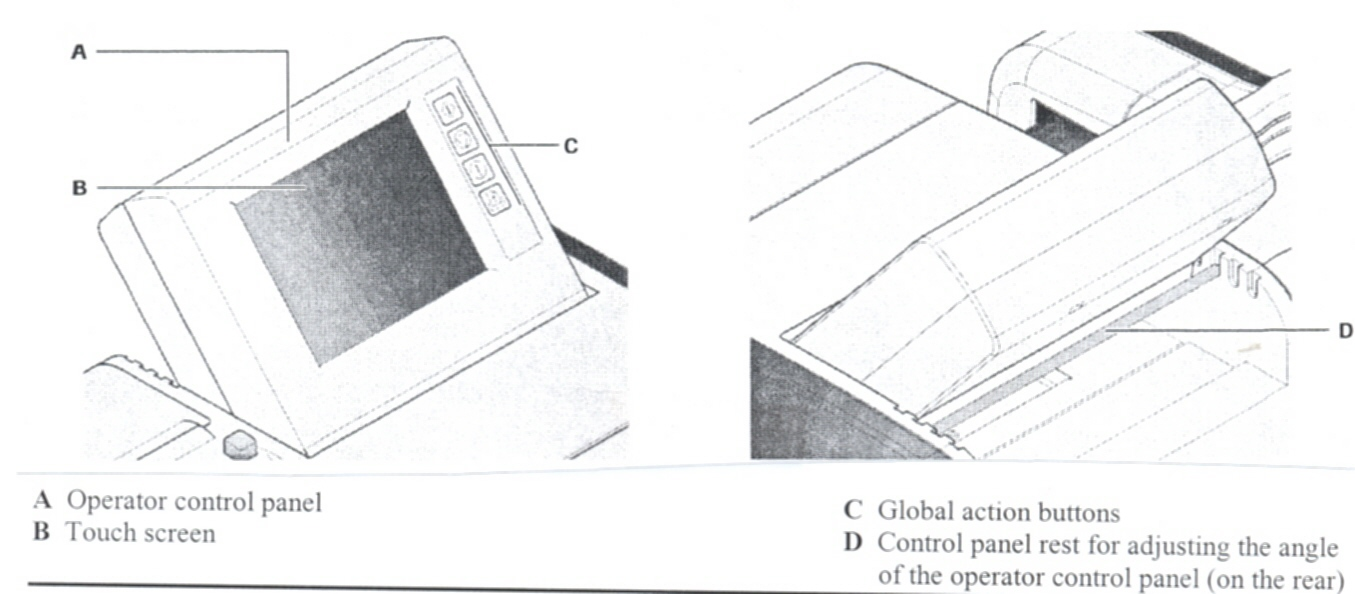 A
B
C
D
A Operator control panel
B Touch screen
C Global action buttons
D Control panel rest for adjusting the angle
of the operator control panel (on the rear)